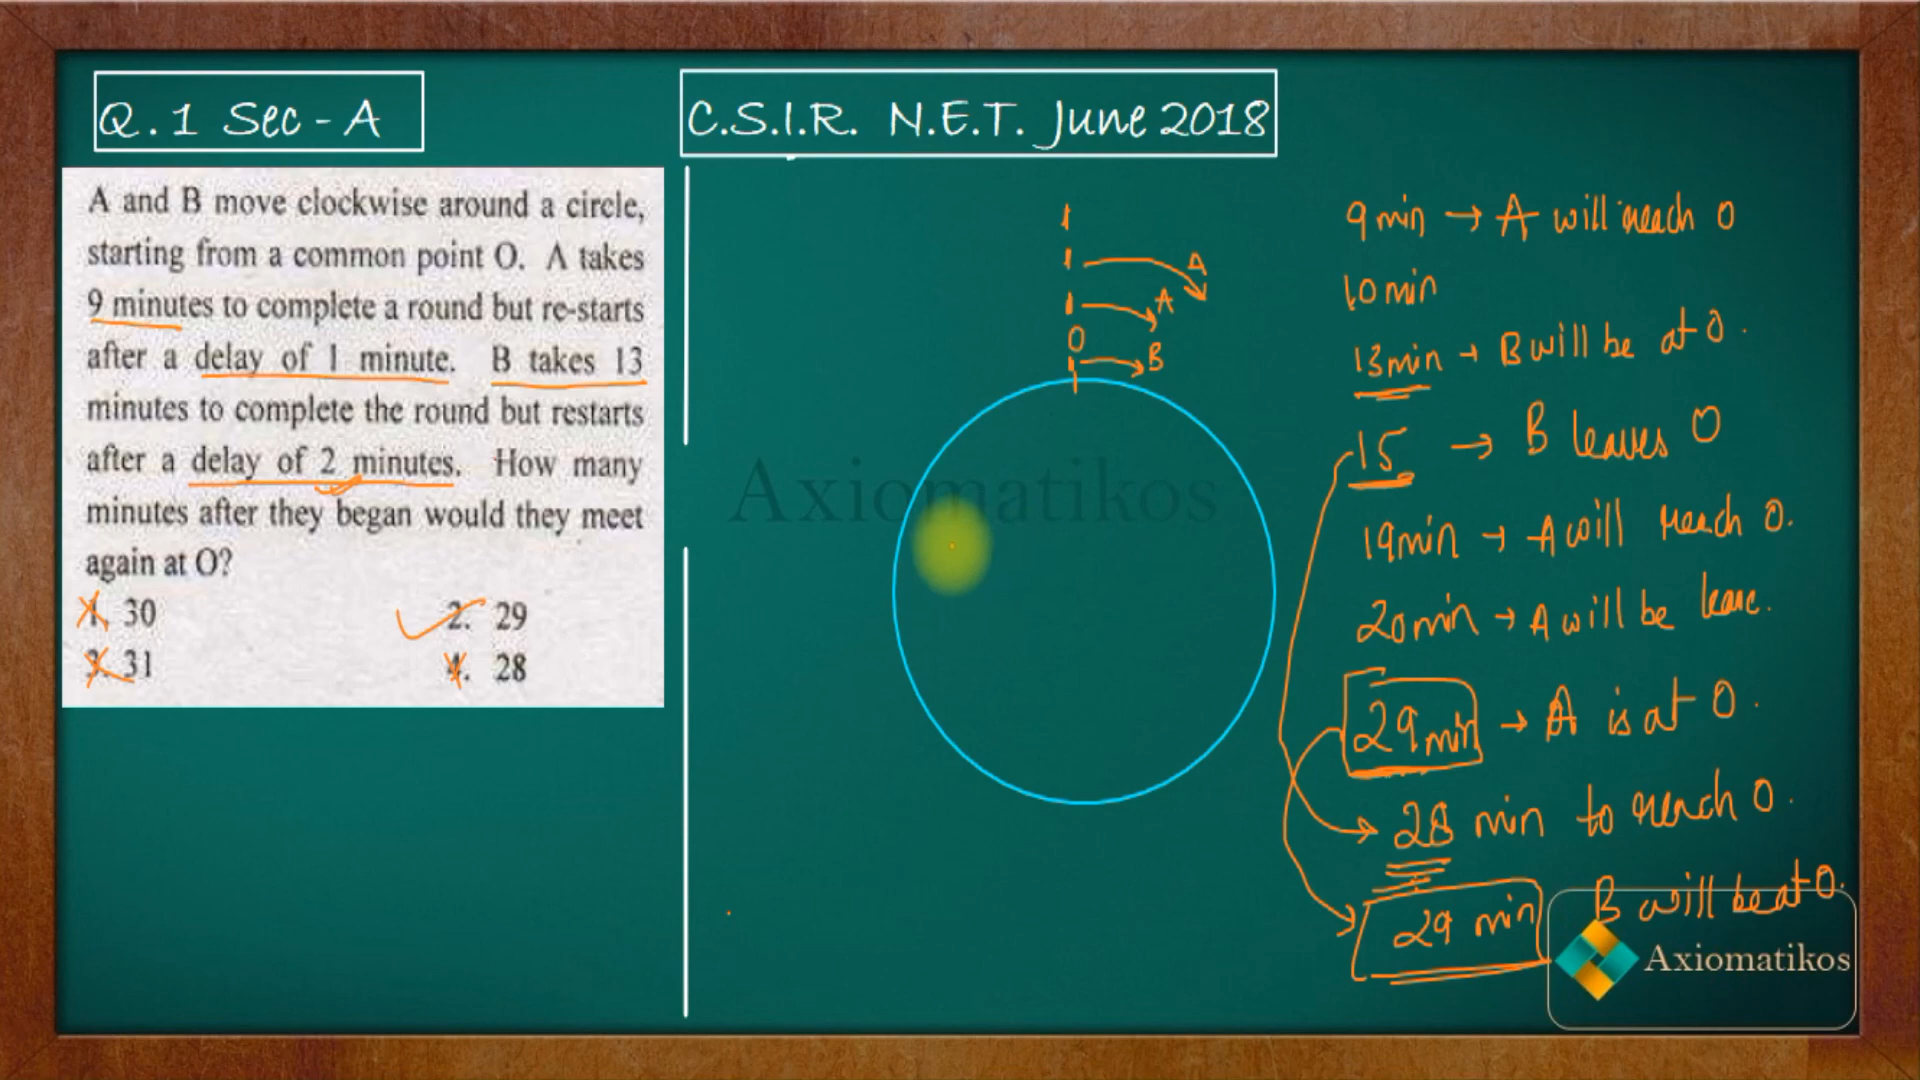 Q.1 Sec - A
C.S.I.R. N.E.T. June 2018
A and B move clockwise around a circle,
starting from a common point O. A takes
9 minutes to complete a round but re-starts
after a delay of 1 minute. B takes 13
minutes to complete the round but restarts
after a delay of 2 minutes. How many
minutes after they began would they meet
again at O?
1. 30
2. 29
3. 31
4. 28
A
A
O
B
Axiomatikos
9 min → A will reach O
10 min
13 min → B will be at O.
15 → B leaves O
19 min → A will reach O.
20 min → A will be leave.
29 min → A is at O.
28 min to reach O.
29 min B will be at O.
Axiomatikos